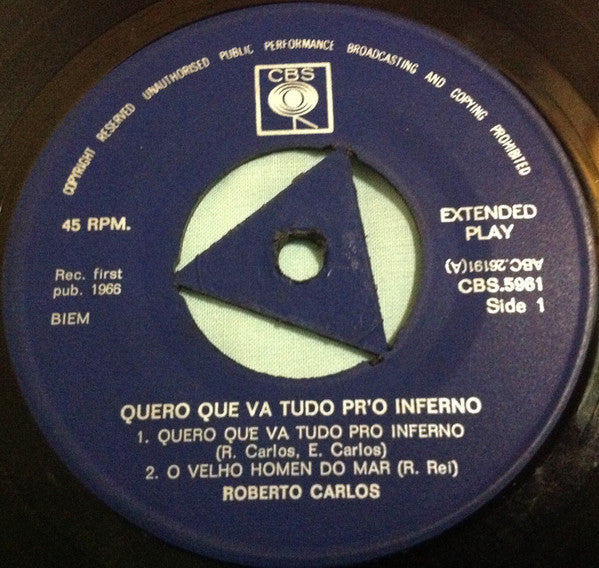 COPYRIGHT RESERVED UNAUTHORISED PUBLIC PERFORMANCE BROADCASTING AND COPYING PROHIBITED
CBS
45 RPM.
EXTENDED
PLAY
ABC.26191(A)
Rec. first
pub. 1966
CBS.5961
Side 1
BIEM
QUERO QUE VA TUDO PR'O INFERNO
1. QUERO QUE VA TUDO PRO INFERNO
(R. Carlos, E. Carlos)
2. O VELHO HOMEN DO MAR (R. Rei)
ROBERTO CARLOS